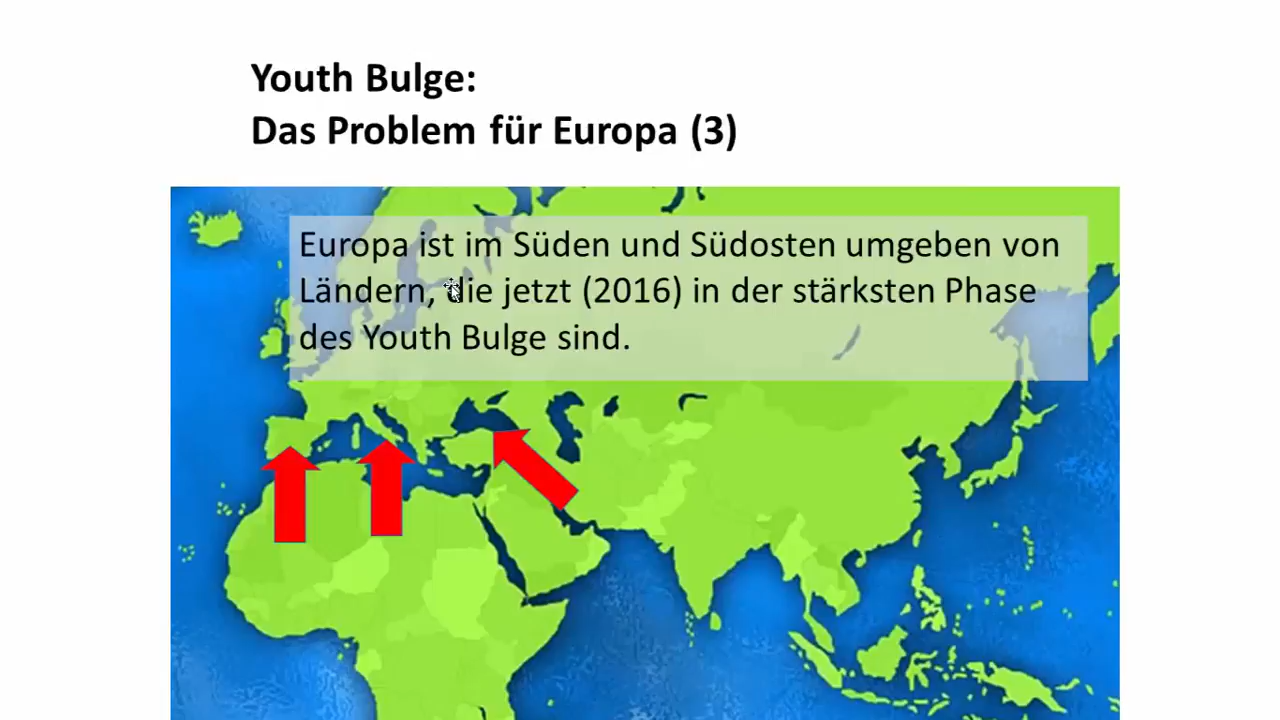 Youth Bulge:
Das Problem für Europa (3)
Europa ist im Süden und Südosten umgeben von
Ländern, die jetzt (2016) in der stärksten Phase
des Youth Bulge sind.